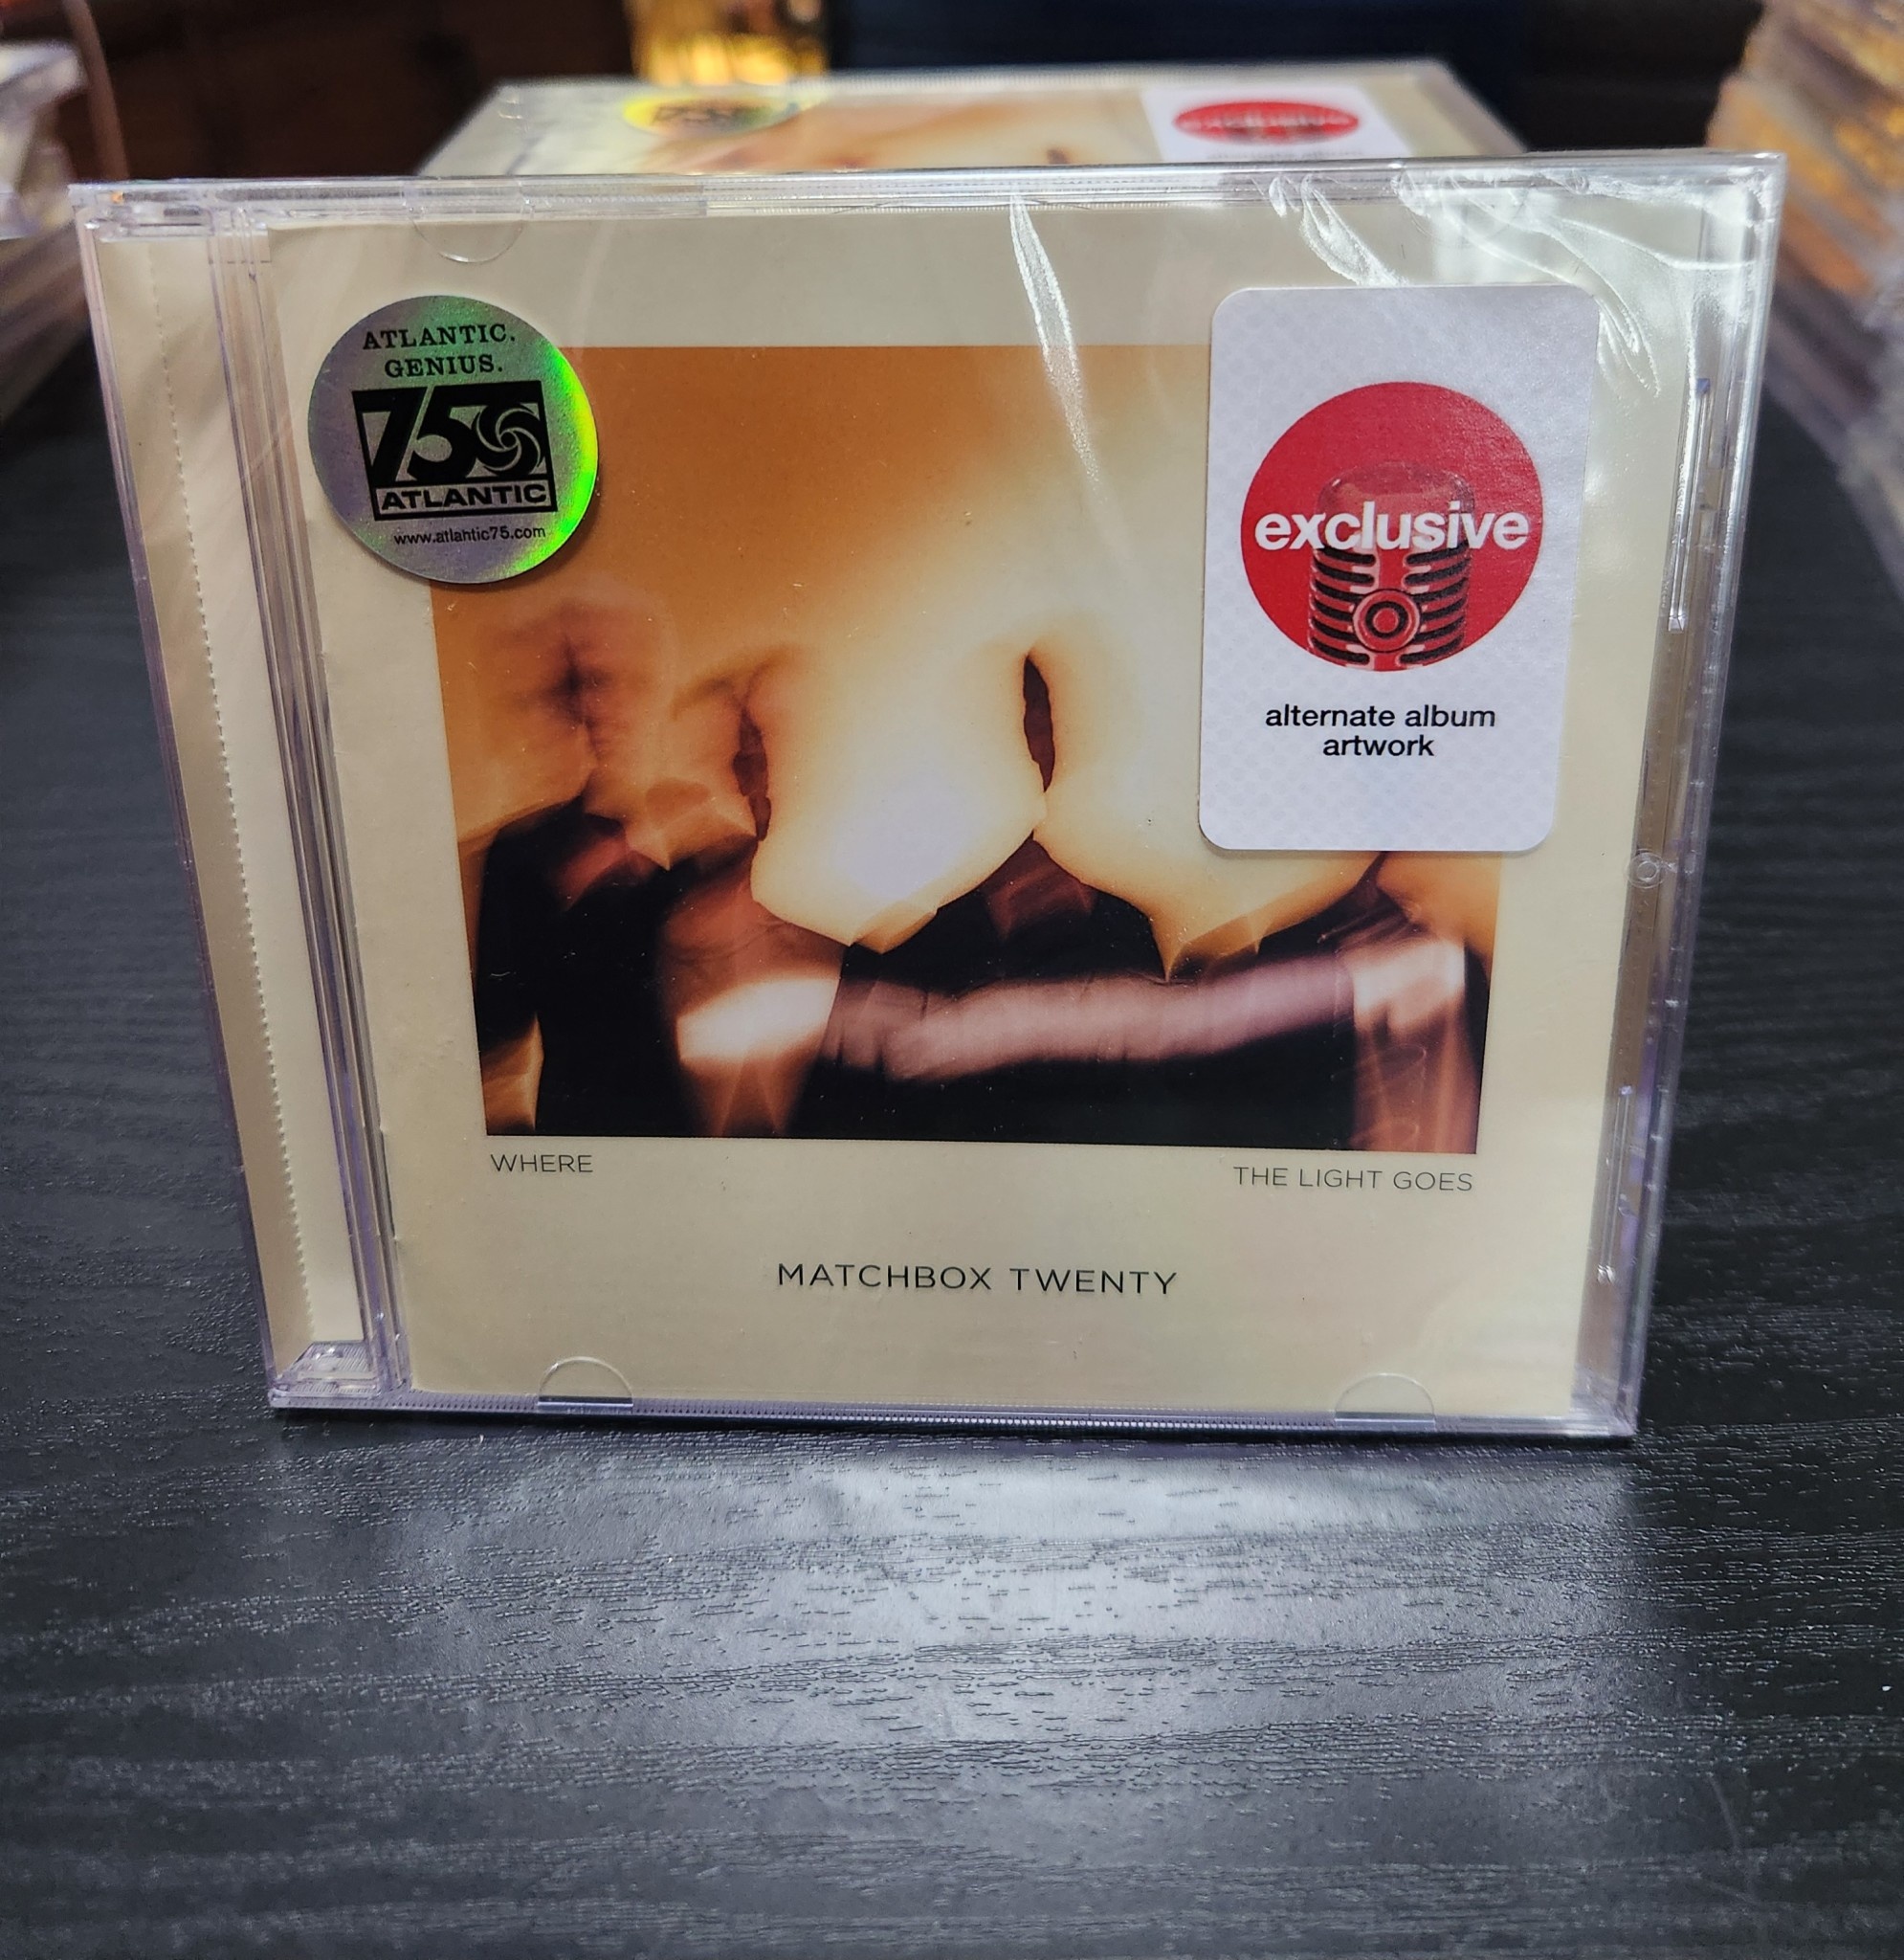 ATLANTIC.
GENIUS.
75
ATLANTIC
www.atlantic75.com
exclusive
alternate album
artwork
WHERE
THE LIGHT GOES
MATCHBOX TWENTY